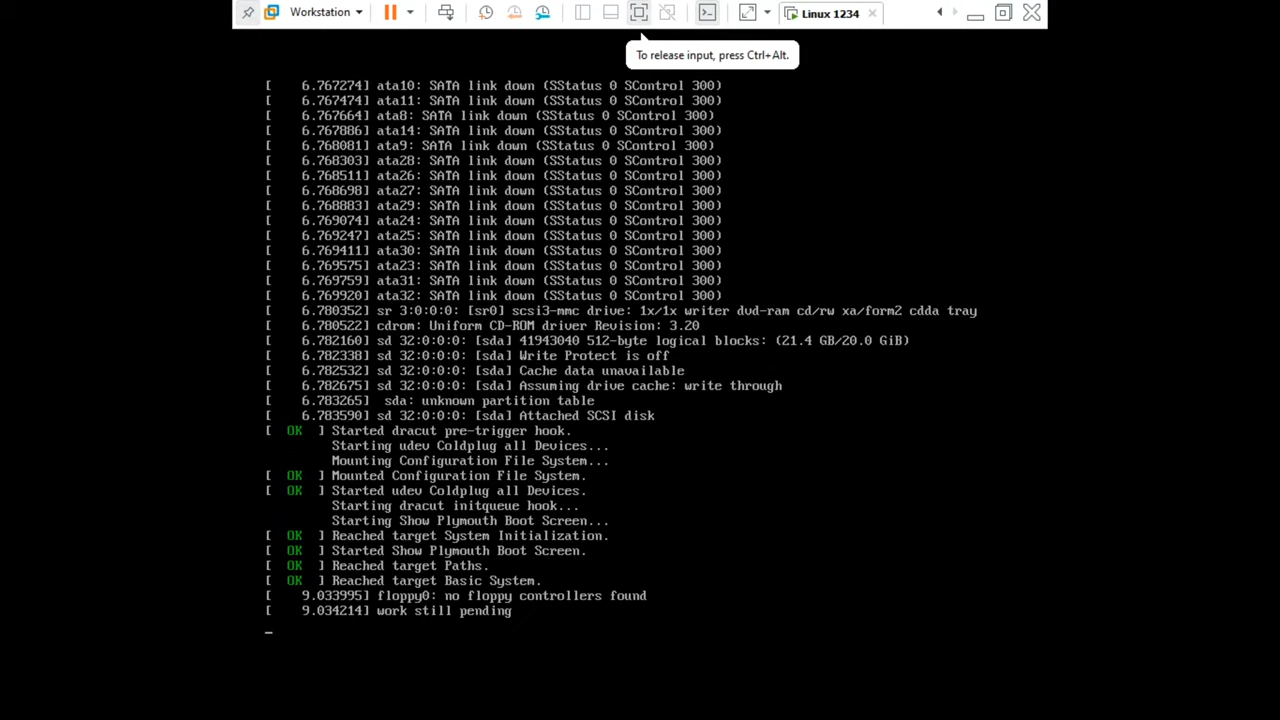 Workstation
Linux 1234
To release input, press Ctrl+Alt.
[    6.767274] ata10: SATA link down (SStatus 0 SControl 300)
[    6.767474] ata11: SATA link down (SStatus 0 SControl 300)
[    6.767664] ata8: SATA link down (SStatus 0 SControl 300)
[    6.767886] ata14: SATA link down (SStatus 0 SControl 300)
[    6.768081] ata9: SATA link down (SStatus 0 SControl 300)
[    6.768303] ata28: SATA link down (SStatus 0 SControl 300)
[    6.768511] ata26: SATA link down (SStatus 0 SControl 300)
[    6.768698] ata27: SATA link down (SStatus 0 SControl 300)
[    6.768883] ata29: SATA link down (SStatus 0 SControl 300)
[    6.769074] ata24: SATA link down (SStatus 0 SControl 300)
[    6.769247] ata25: SATA link down (SStatus 0 SControl 300)
[    6.769411] ata30: SATA link down (SStatus 0 SControl 300)
[    6.769575] ata23: SATA link down (SStatus 0 SControl 300)
[    6.769759] ata31: SATA link down (SStatus 0 SControl 300)
[    6.769920] ata32: SATA link down (SStatus 0 SControl 300)
[    6.780352] sr 3:0:0:0: [sr0] scsi3-mmc drive: 1x/1x writer dvd-ram cd/rw xa/form2 cdda tray
[    6.780522] cdrom: Uniform CD-ROM driver Revision: 3.20
[    6.782160] sd 32:0:0:0: [sda] 41943040 512-byte logical blocks: (21.4 GB/20.0 GiB)
[    6.782338] sd 32:0:0:0: [sda] Write Protect is off
[    6.782532] sd 32:0:0:0: [sda] Cache data unavailable
[    6.782675] sd 32:0:0:0: [sda] Assuming drive cache: write through
[    6.783265]  sda: unknown partition table
[    6.783590] sd 32:0:0:0: [sda] Attached SCSI disk
[  OK  ] Started dracut pre-trigger hook.
Starting udev Coldplug all Devices...
Mounting Configuration File System...
[  OK  ] Mounted Configuration File System.
[  OK  ] Started udev Coldplug all Devices.
Starting dracut initqueue hook...
Starting Show Plymouth Boot Screen...
[  OK  ] Reached target System Initialization.
[  OK  ] Started Show Plymouth Boot Screen.
[  OK  ] Reached target Paths.
[  OK  ] Reached target Basic System.
[    9.033995] floppy0: no floppy controllers found
[    9.034214] work still pending